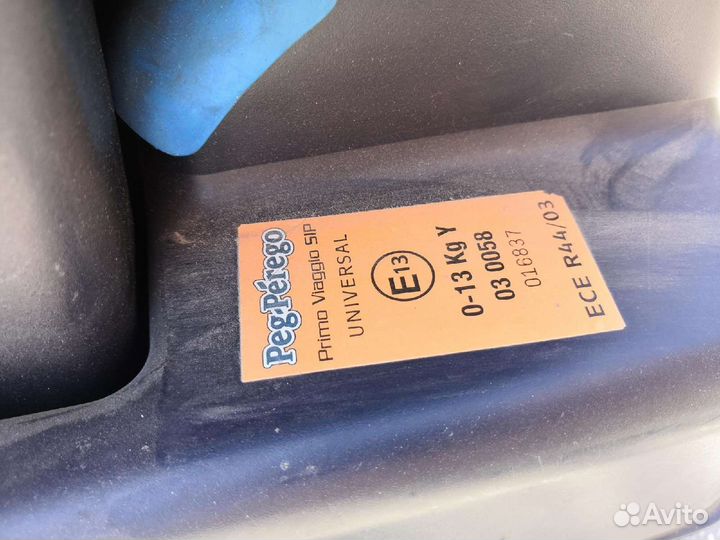 Peg-Pérego
Primo Viaggio SIP
UNIVERSAL
E13
0-13 Kg Y
03 0058
016837
ECE R44/03
Avito